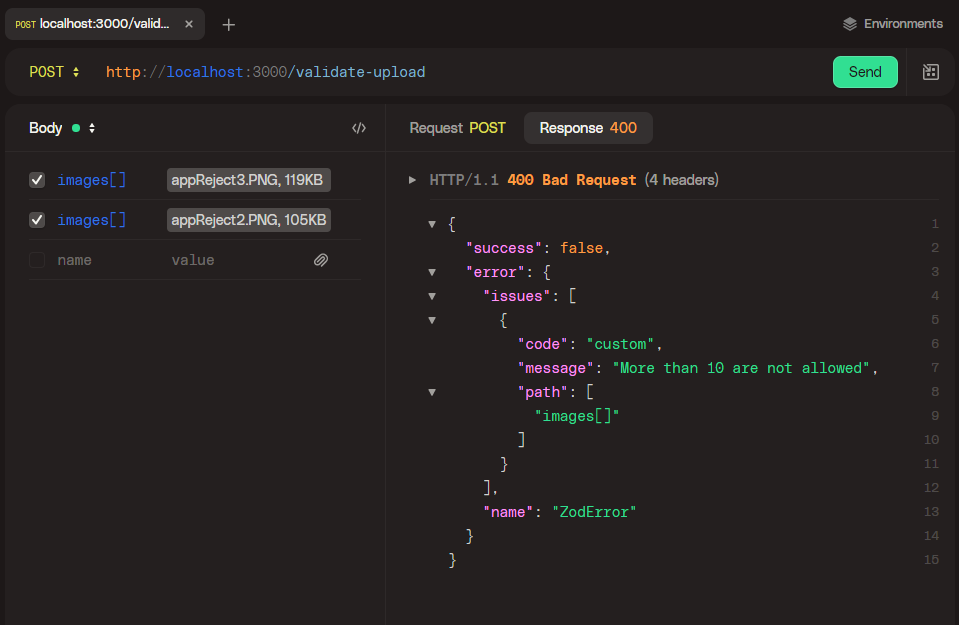 POST localhost:3000/valid... × +
Environments
POST http://localhost:3000/validate-upload
Send
Body
</>
Request POST
Response 400
images[] appReject3.PNG, 119KB
images[] appReject2.PNG, 105KB
name value
HTTP/1.1 400 Bad Request (4 headers)
{ 1
"success": false, 2
"error": { 3
"issues": [ 4
{ 5
"code": "custom", 6
"message": "More than 10 are not allowed", 7
"path": [ 8
"images[]" 9
] 10
} 11
], 12
"name": "ZodError" 13
} 14
} 15